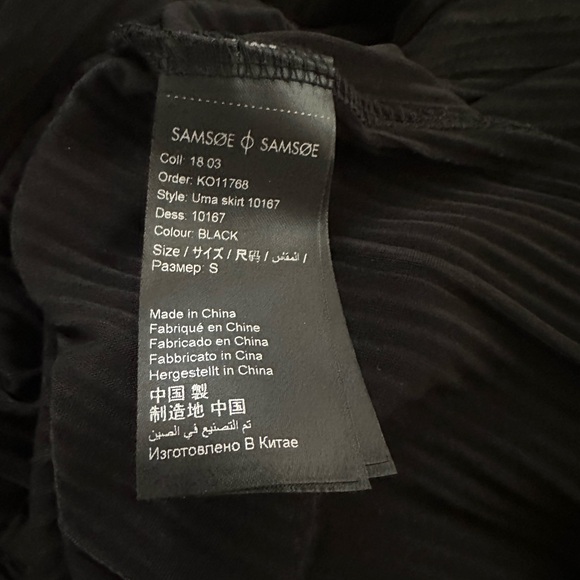 SAMSØE ϕ SAMSØE
Coll: 18 03
Order: KO11768
Style: Uma skirt 10167
Dess. 10167
Colour: BLACK
Size / サイズ / 尺码 / المقاس /
Размер: S
Made in China
Fabriqué en Chine
Fabricado en China
Fabbricato in Cina
Hergestellt in China
中国 製
制造地 中国
تم التصنيع في الصين
Изготовлено В Китае